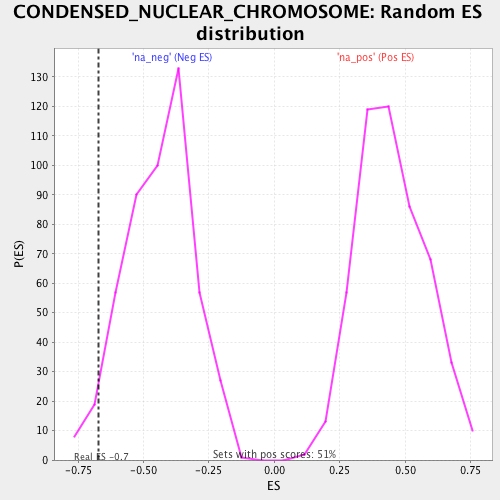 CONDENSED_NUCLEAR_CHROMOSOME: Random ES
distribution
'na_neg' (Neg ES)
'na_pos' (Pos ES)
130
120
110
100
90
80
70
60
50
40
30
20
10
0
P(ES)
Real ES -0.7
Sets with pos scores: 51%
-0.75
-0.50
-0.25
0.00
0.25
0.50
0.75
ES